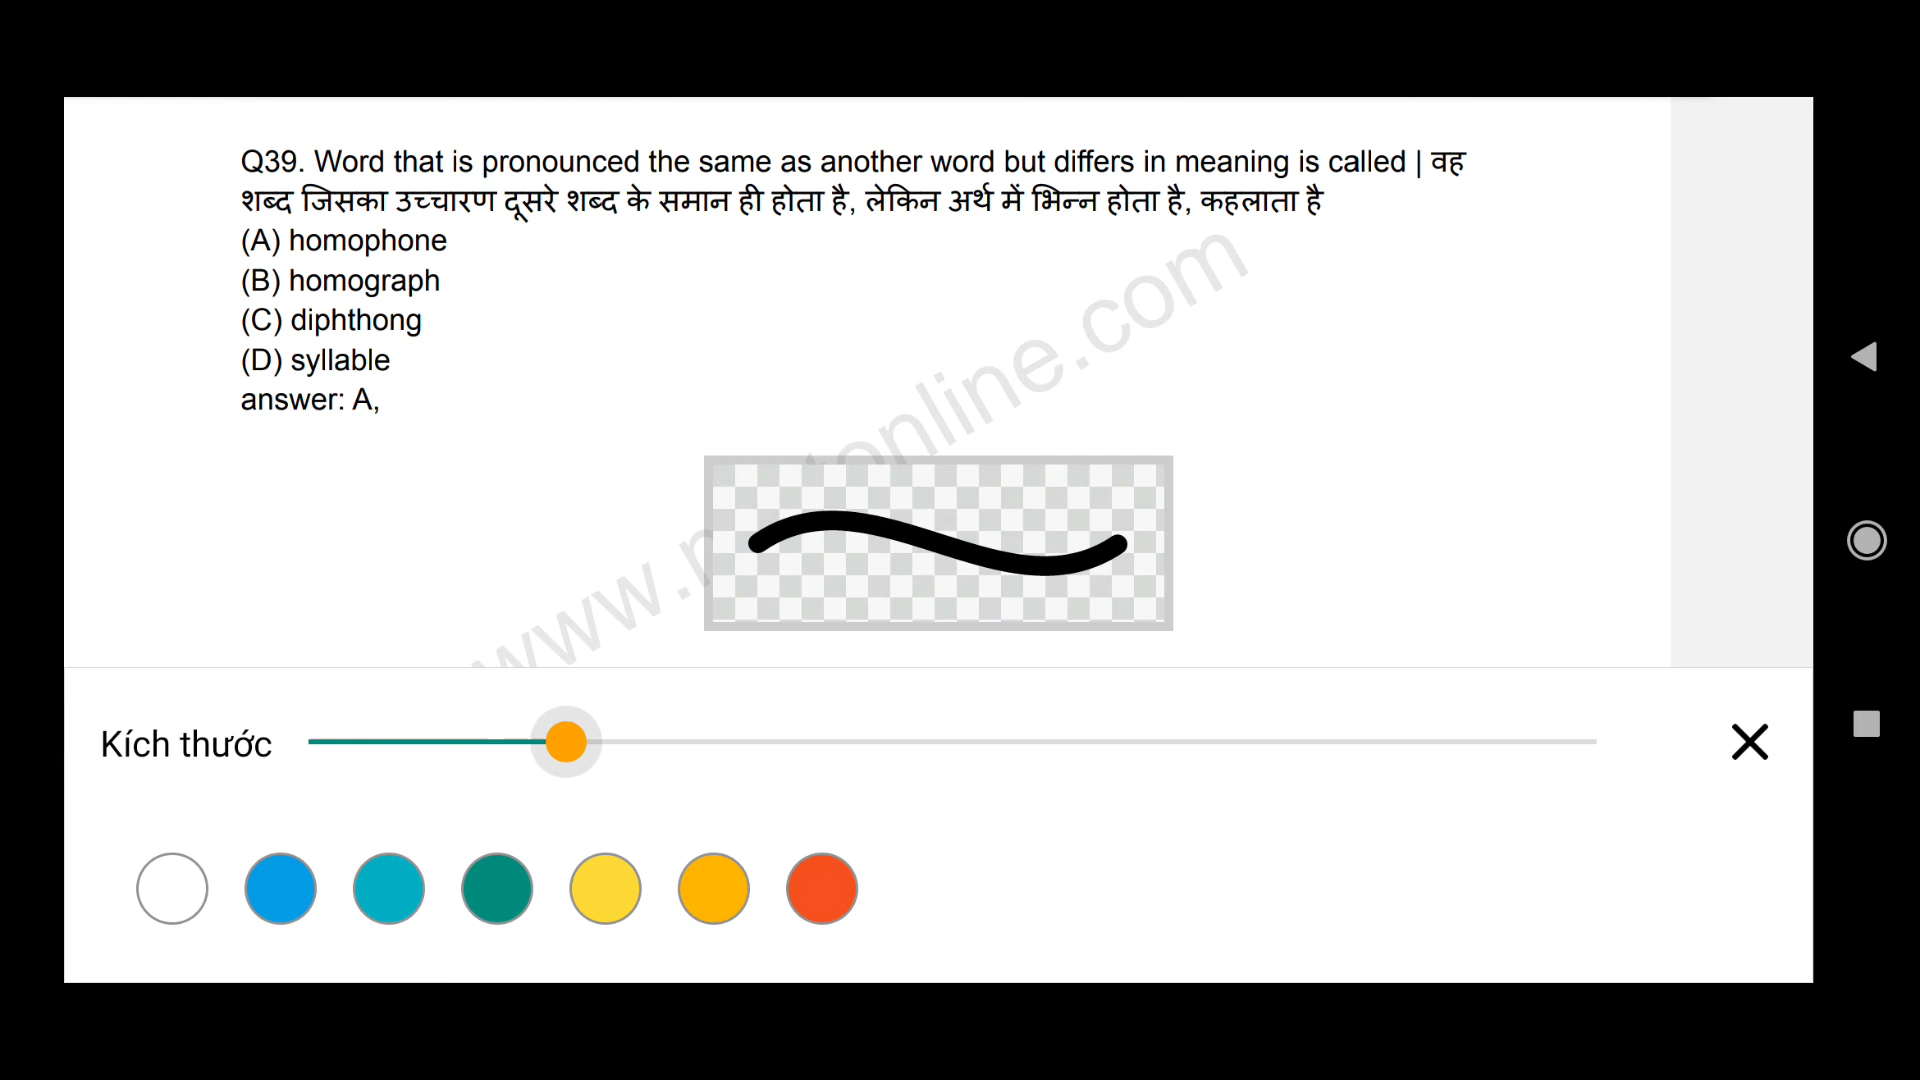 Q39. Word that is pronounced the same as another word but differs in meaning is called | वह
शब्द जिसका उच्चारण दूसरे शब्द के समान ही होता है, लेकिन अर्थ में भिन्न होता है, कहलाता है
(A) homophone
(B) homograph
(C) diphthong
(D) syllable
answer: A,
Kích thước